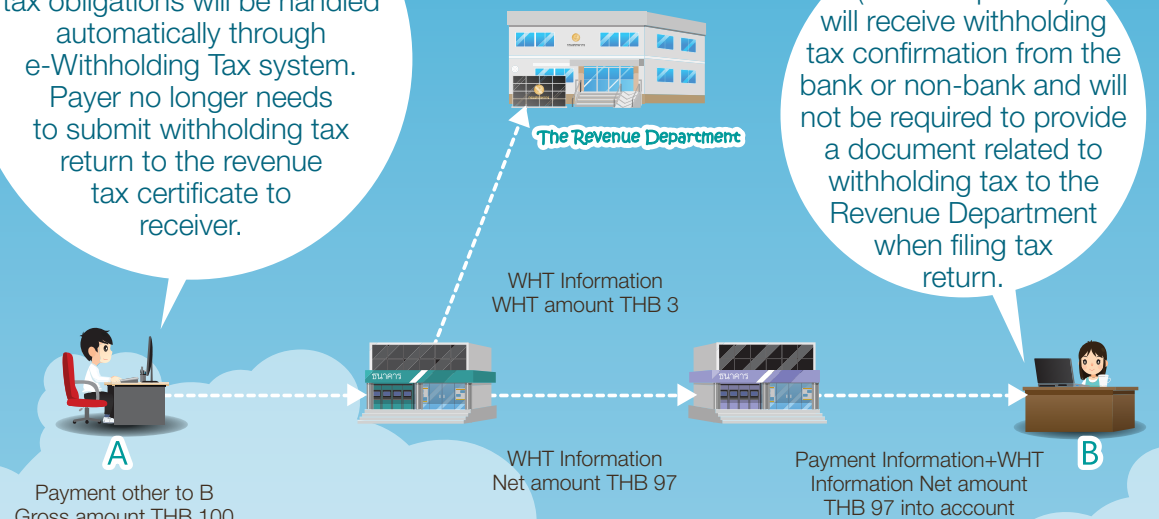 tax obligations will be handled
automatically through
e-Withholding Tax system.
Payer no longer needs
to submit withholding tax
return to the revenue
tax certificate to
receiver.
will receive withholding
tax confirmation from the
bank or non-bank and will
not be required to provide
a document related to
withholding tax to the
Revenue Department
when filing tax
return.
The Revenue Department
WHT Information
WHT amount THB 3
ธนาคาร
ธนาคาร
A
B
Payment other to B
Gross amount THB 100
WHT Information
Net amount THB 97
Payment Information+WHT
Information Net amount
THB 97 into account